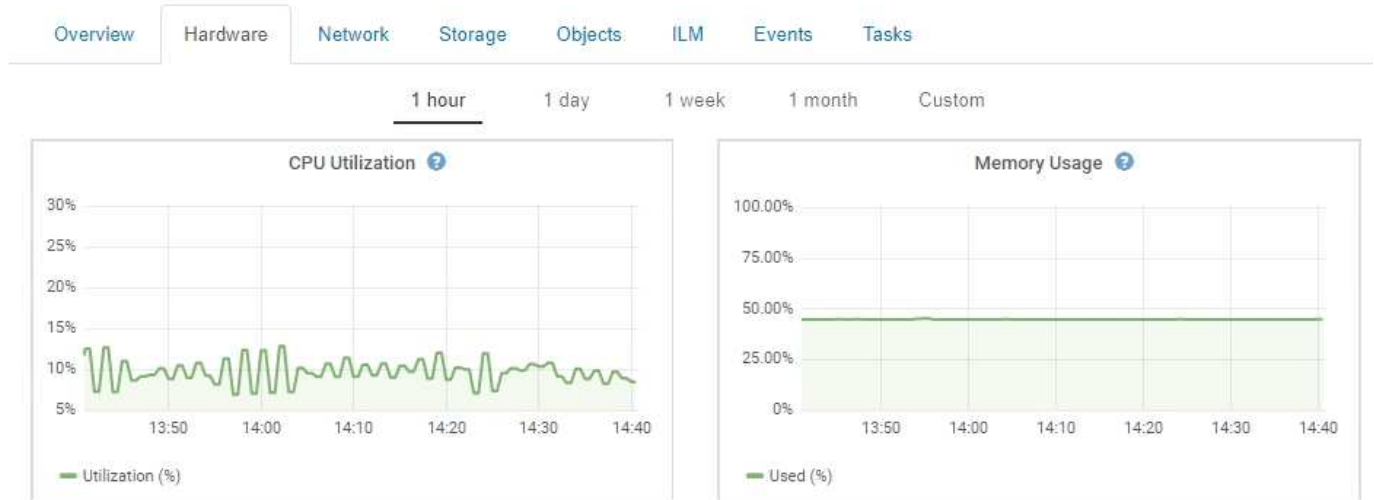 Overview Hardware Network Storage Objects ILM Events Tasks
1 hour 1 day 1 week 1 month Custom
CPU Utilization ?
30%
25%
20%
15%
10%
5%
13:50 14:00 14:10 14:20 14:30 14:40
Utilization (%)
Memory Usage ?
100.00%
75.00%
50.00%
25.00%
0%
13:50 14:00 14:10 14:20 14:30 14:40
Used (%)